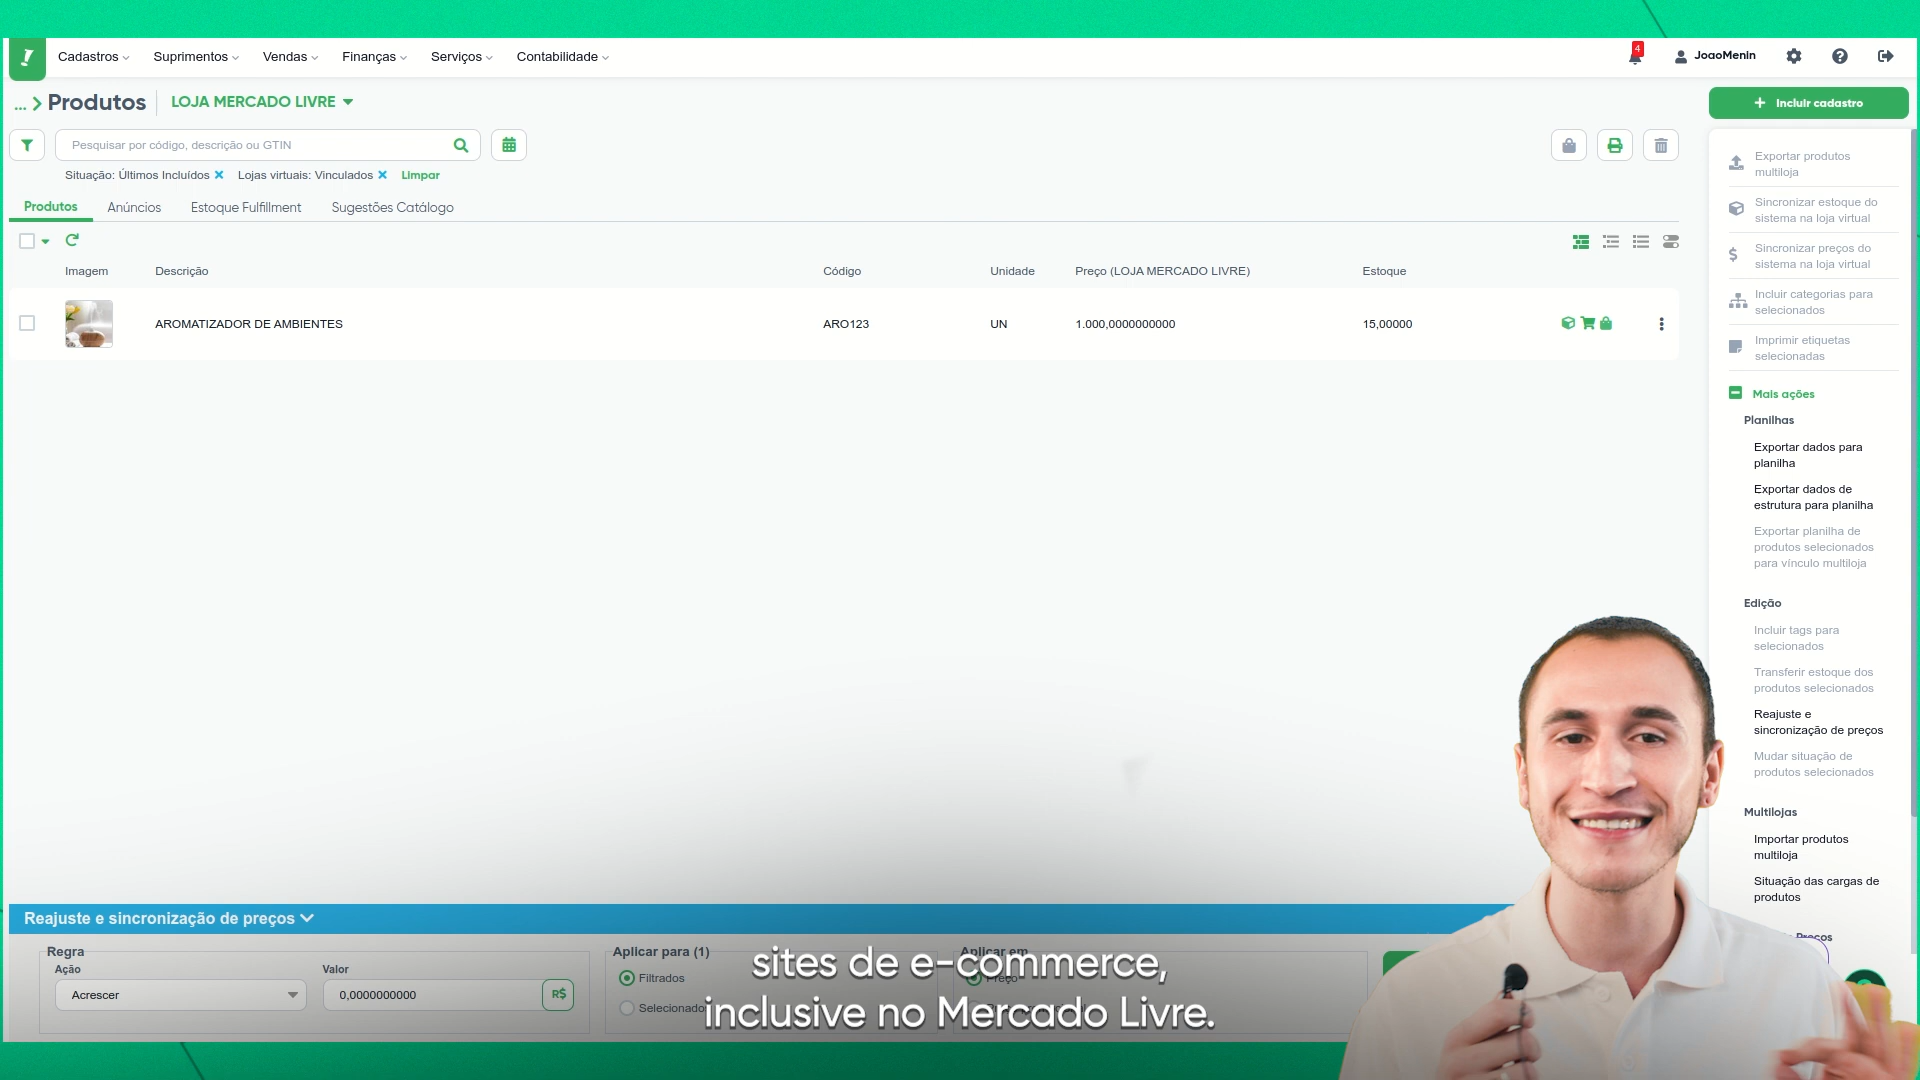 Cadastros Suprimentos Vendas Finanças Serviços Contabilidade 4 JoaoMenin
... Produtos LOJA MERCADO LIVRE
Incluir cadastro
Pesquisar por código, descrição ou GTIN
Situação: Últimos Incluídos Lojas virtuais: Vinculados Limpar
Produtos Anúncios Estoque Fulfillment Sugestões Catálogo
Imagem Descrição Código Unidade Preço (LOJA MERCADO LIVRE) Estoque
AROMATIZADOR DE AMBIENTES ARO123 UN 1.000,0000000000 15,00000
Exportar produtos
multiloja
Sincronizar estoque do
sistema na loja virtual
Sincronizar preços do
sistema na loja virtual
Incluir categorias para
selecionados
Imprimir etiquetas
selecionadas
Mais ações
Planilhas
Exportar dados para
planilha
Exportar dados de
estrutura para planilha
Exportar planilha de
produtos selecionados
para vínculo multiloja
Edição
Incluir tags para
selecionados
Transferir estoque dos
produtos selecionados
Reajuste e
sincronização de preços
Mudar situação de
produtos selecionados
Multilojas
Importar produtos
multiloja
Situação das cargas de
produtos
Preços
Reajuste e sincronização de preços
Regra Aplicar para (1) Aplicar em
Ação Valor
Filtrados Preço
Acrescer 0,0000000000 R$
sites de e-commerce,
inclusive no Mercado Livre.